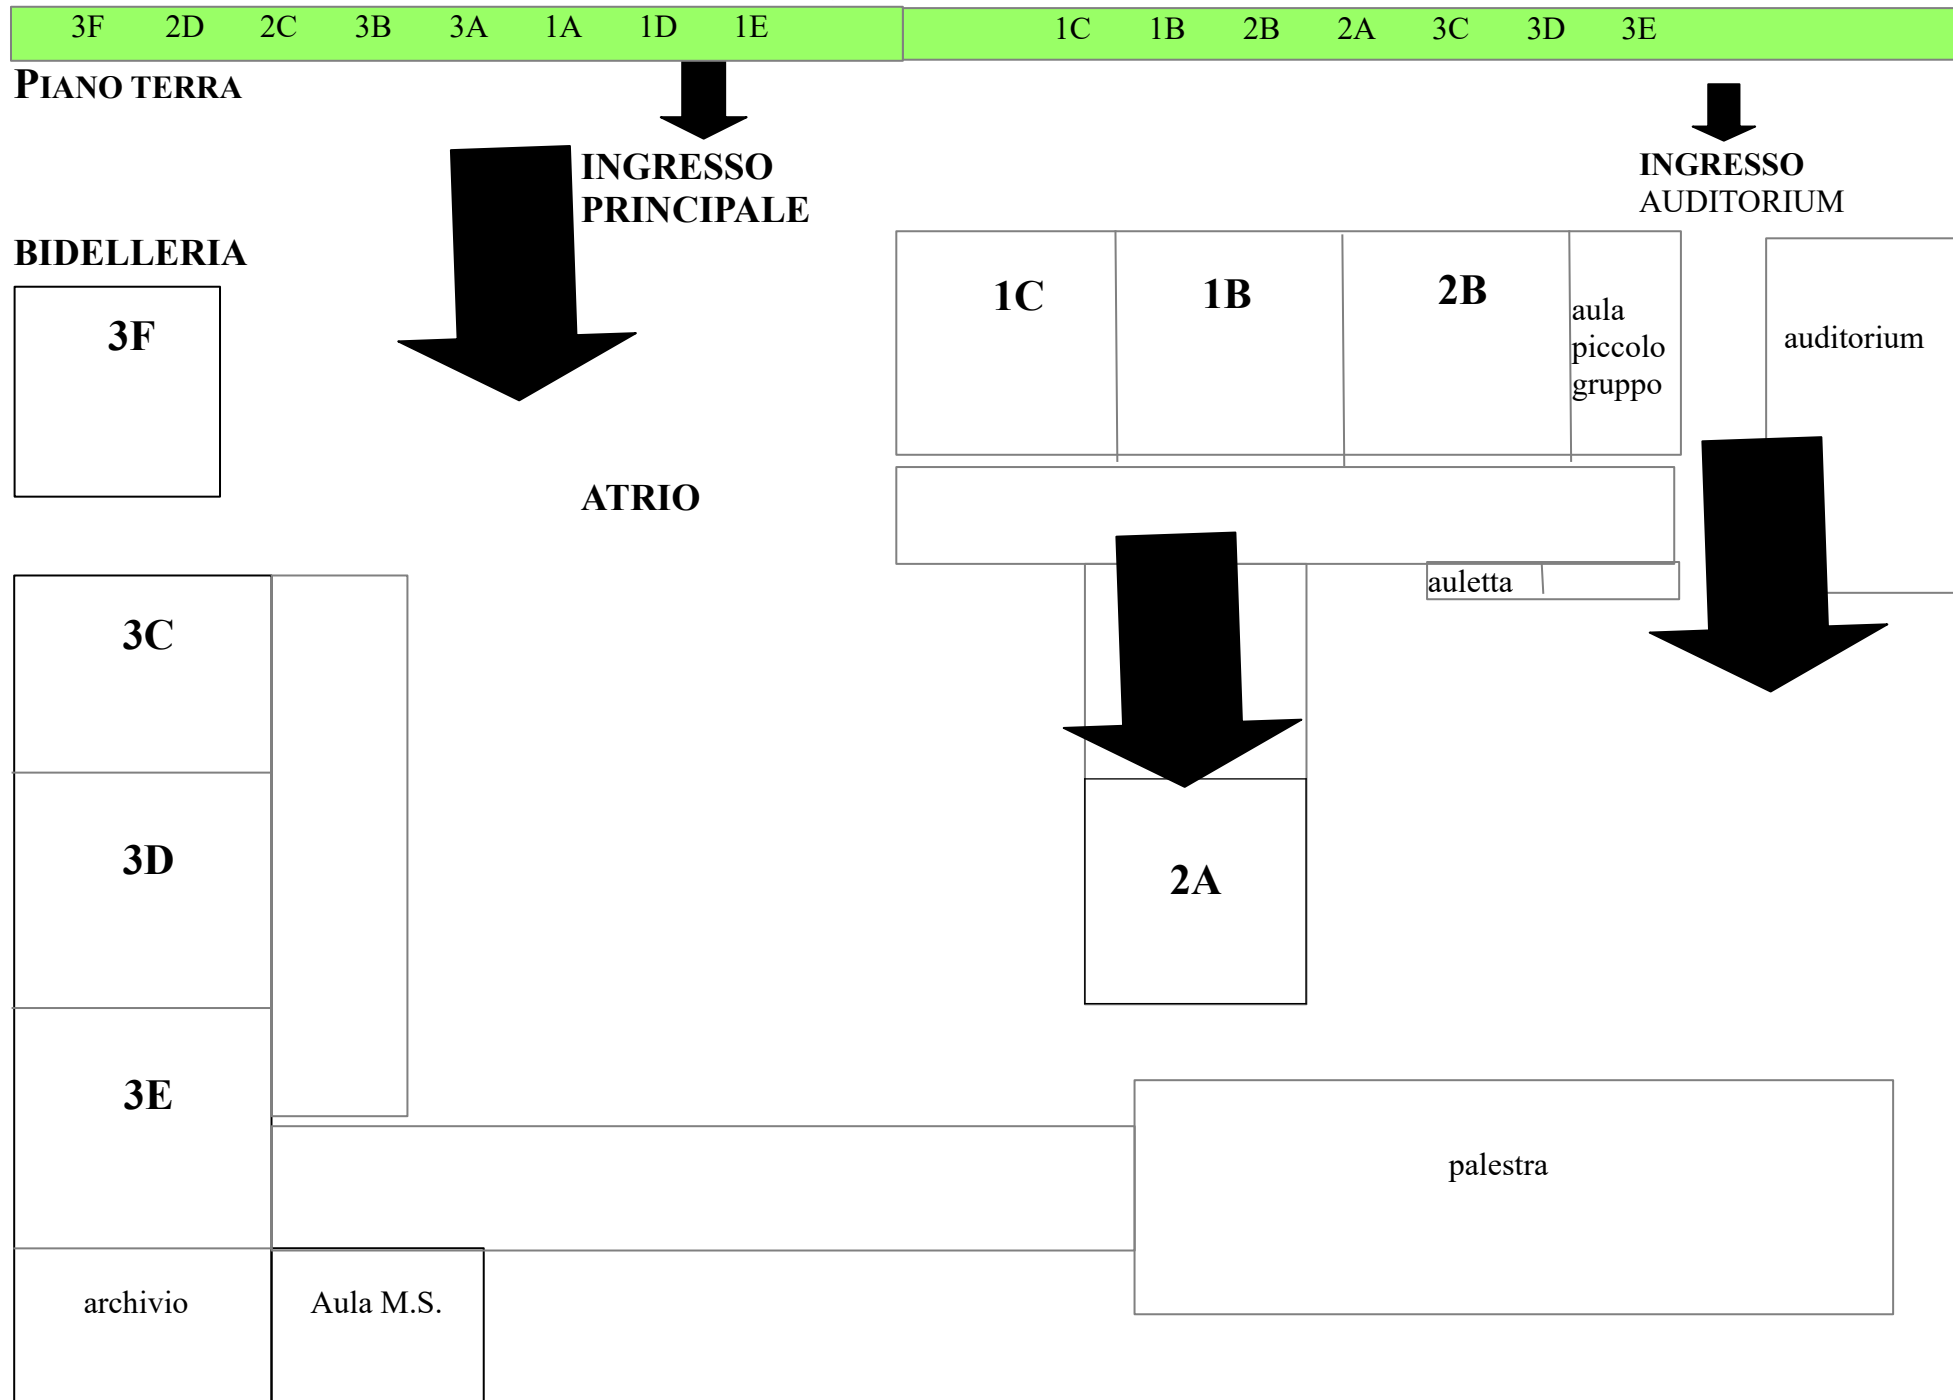 3F 2D 2C 3B 3A 1A 1D 1E 1C 1B 2B 2A 3C 3D 3E
PIANO TERRA
INGRESSO
PRINCIPALE
INGRESSO
AUDITORIUM
BIDELLERIA
3F
1C
1B
2B
aula
piccolo
gruppo
auditorium
ATRIO
auletta
3C
3D
2A
3E
palestra
archivio
Aula M.S.